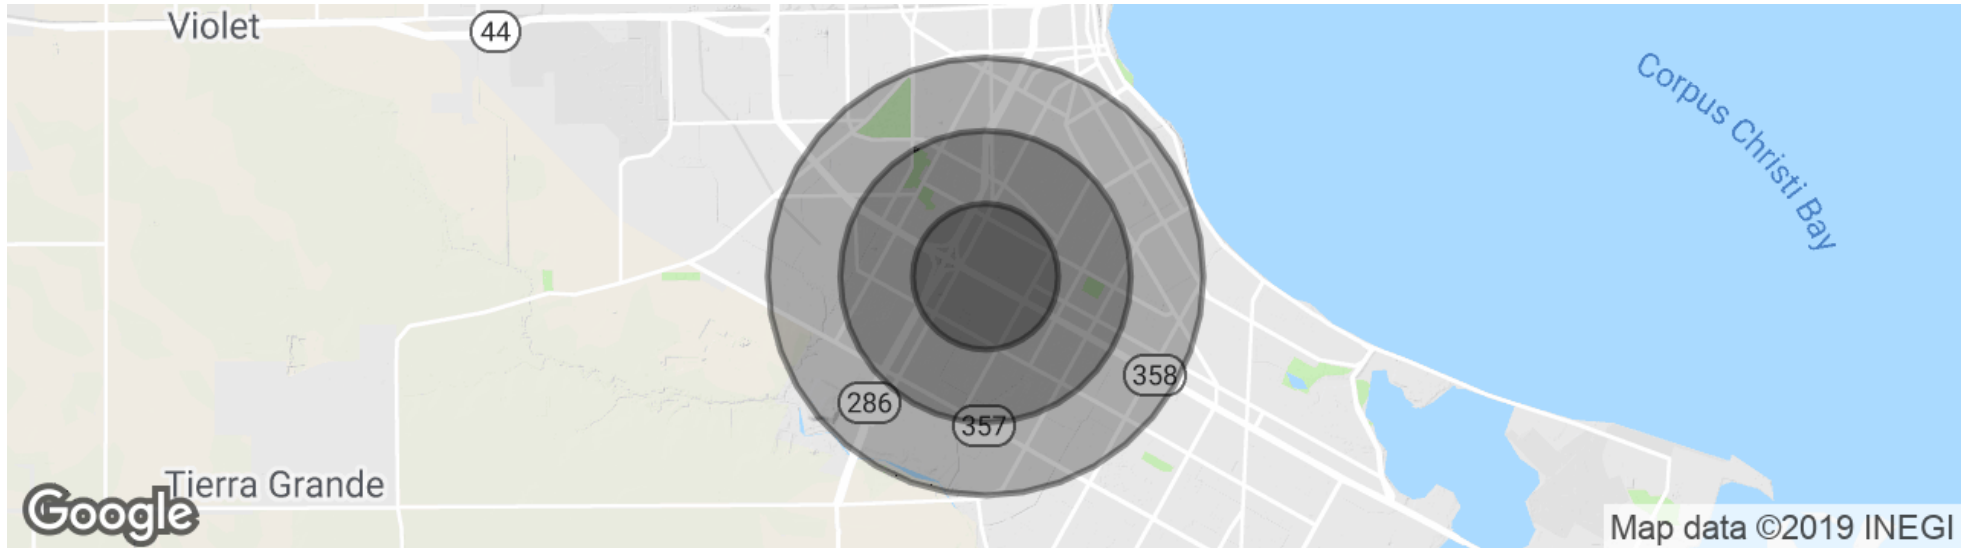 Violet
44
Corpus Christi Bay
358
286
357
Tierra Grande
Google
Map data ©2019 INEGI